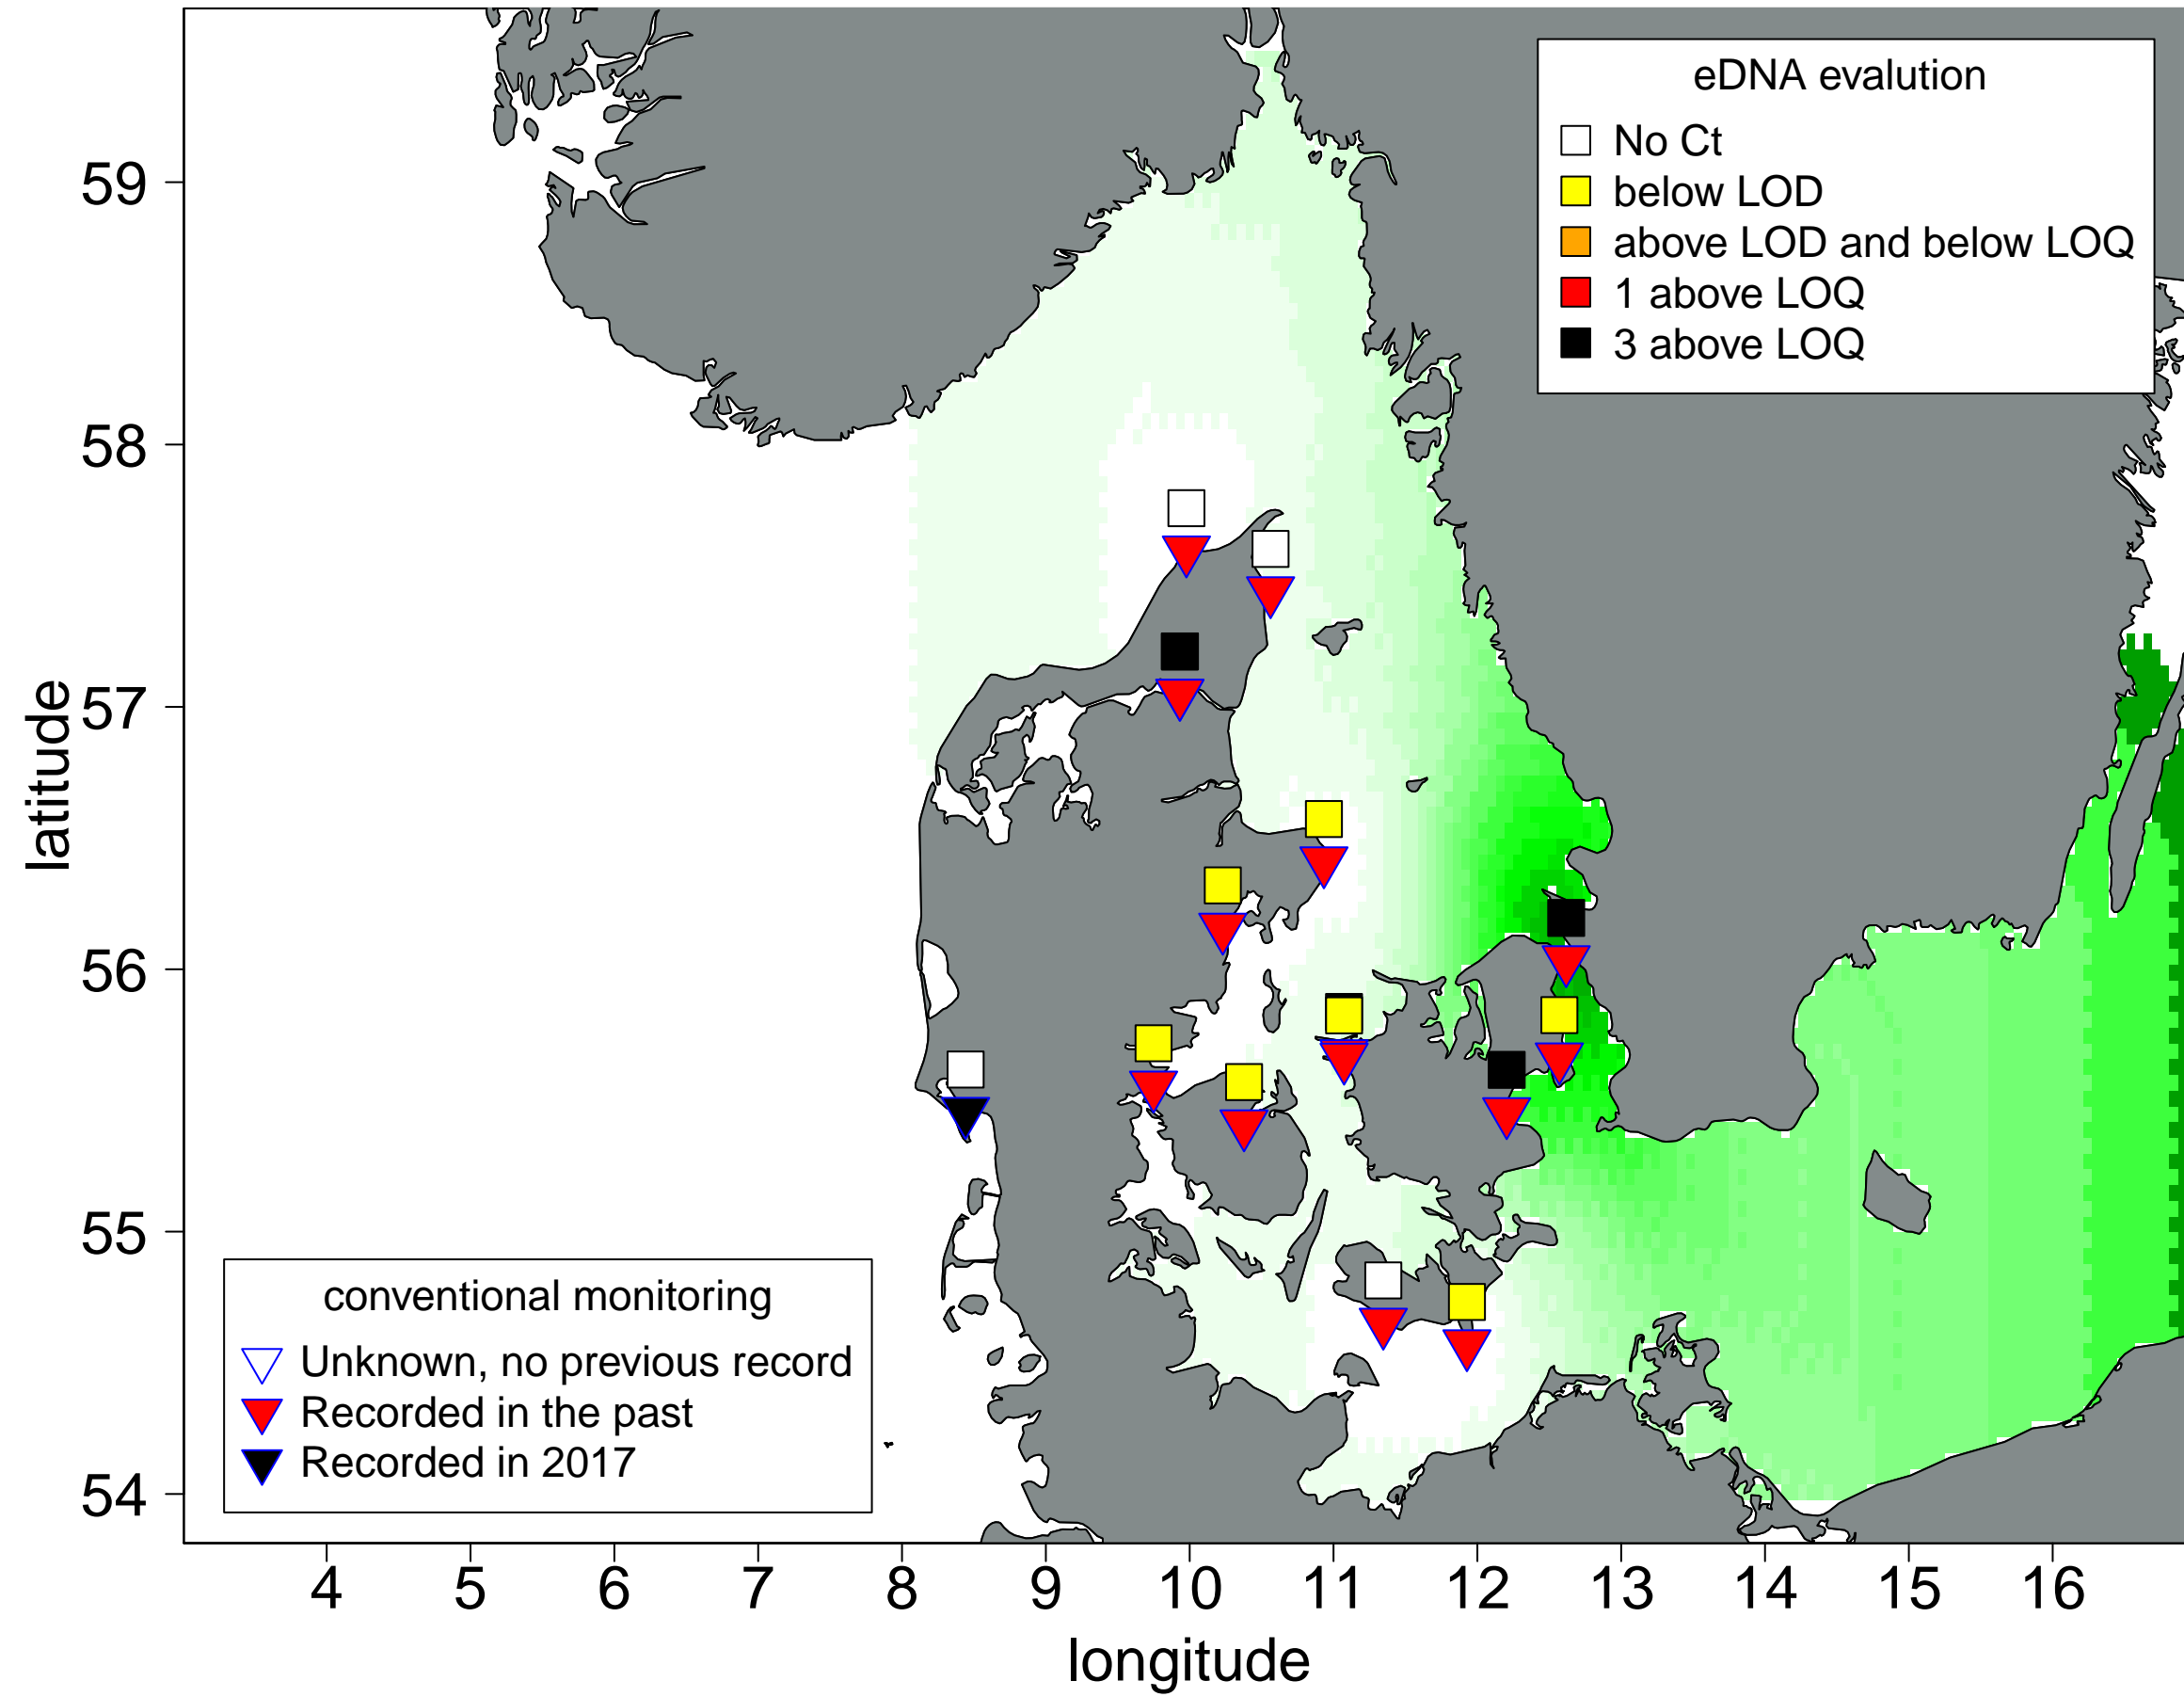 eDNA evalution
No Ct
below LOD
above LOD and below LOQ
1 above LOQ
3 above LOQ
59
58
57
56
55
54
latitude
conventional monitoring
Unknown, no previous record
Recorded in the past
Recorded in 2017
4 5 6 7 8 9 10 11 12 13 14 15 16
longitude